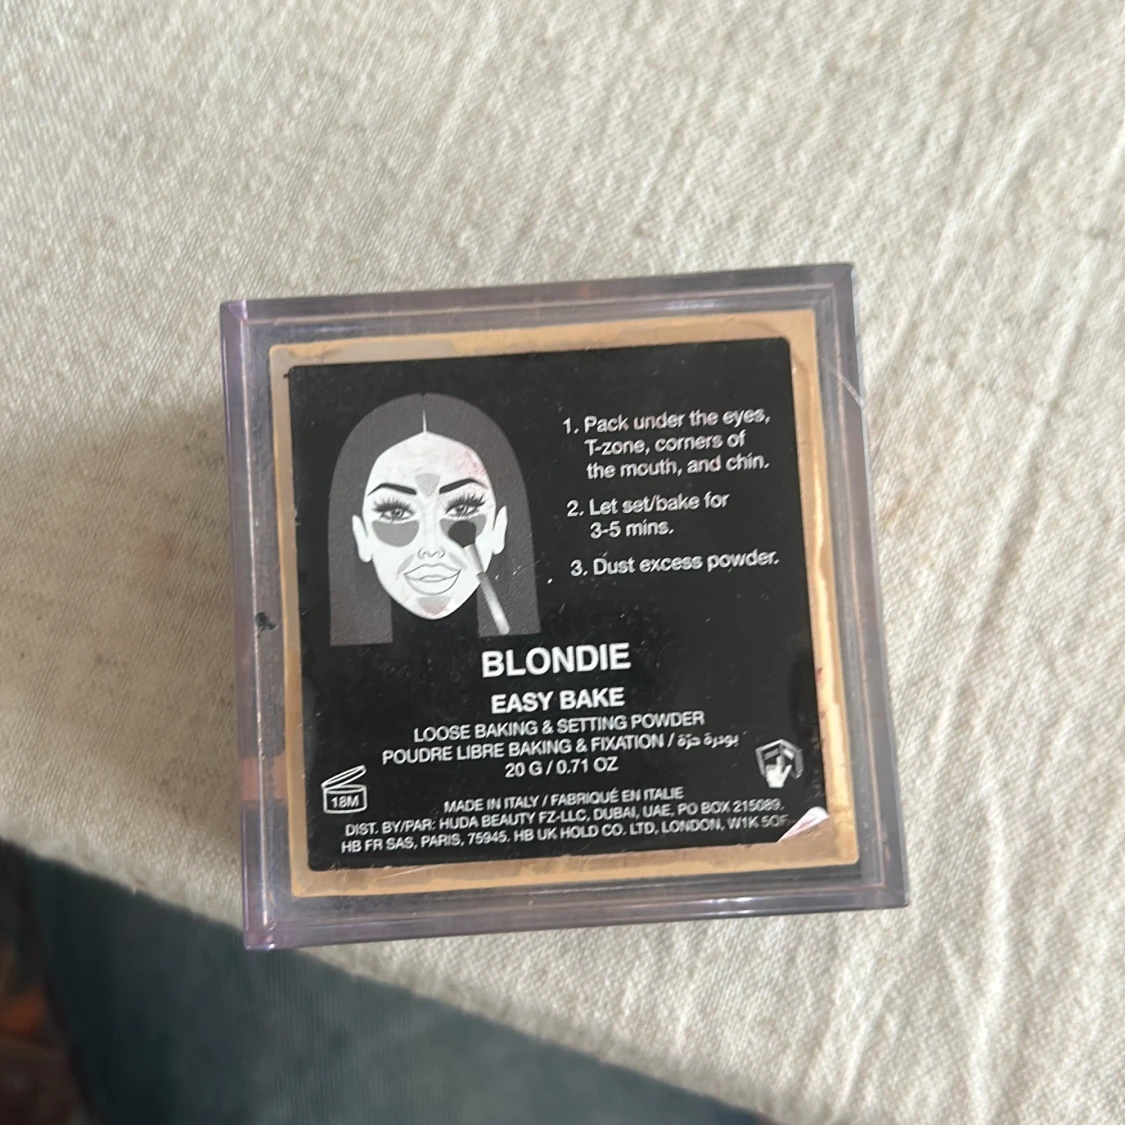 1. Pack under the eyes,
T-zone, corners of
the mouth, and chin.
2. Let set/bake for
3-5 mins.
3. Dust excess powder.
BLONDIE
EASY BAKE
LOOSE BAKING & SETTING POWDER
POUDRE LIBRE BAKING & FIXATION / بودرة حرّة
20 G / 0.71 OZ
18M
MADE IN ITALY / FABRIQUÉ EN ITALIE
DIST. BY/PAR: HUDA BEAUTY FZ-LLC, DUBAI, UAE, PO BOX 215089.
HB FR SAS, PARIS, 75945. HB UK HOLD CO. LTD, LONDON, W1K